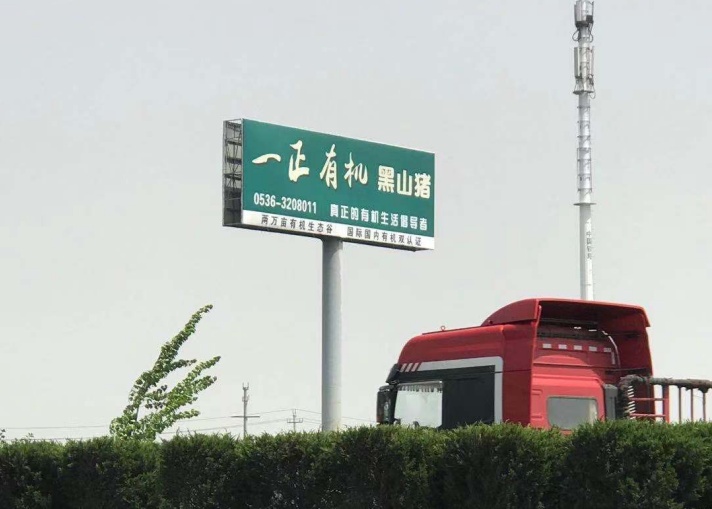 一正有机 黑山猪
0536-3208011 真正的有机生活倡导者
两万亩有机生态谷 国际国内有机双认证